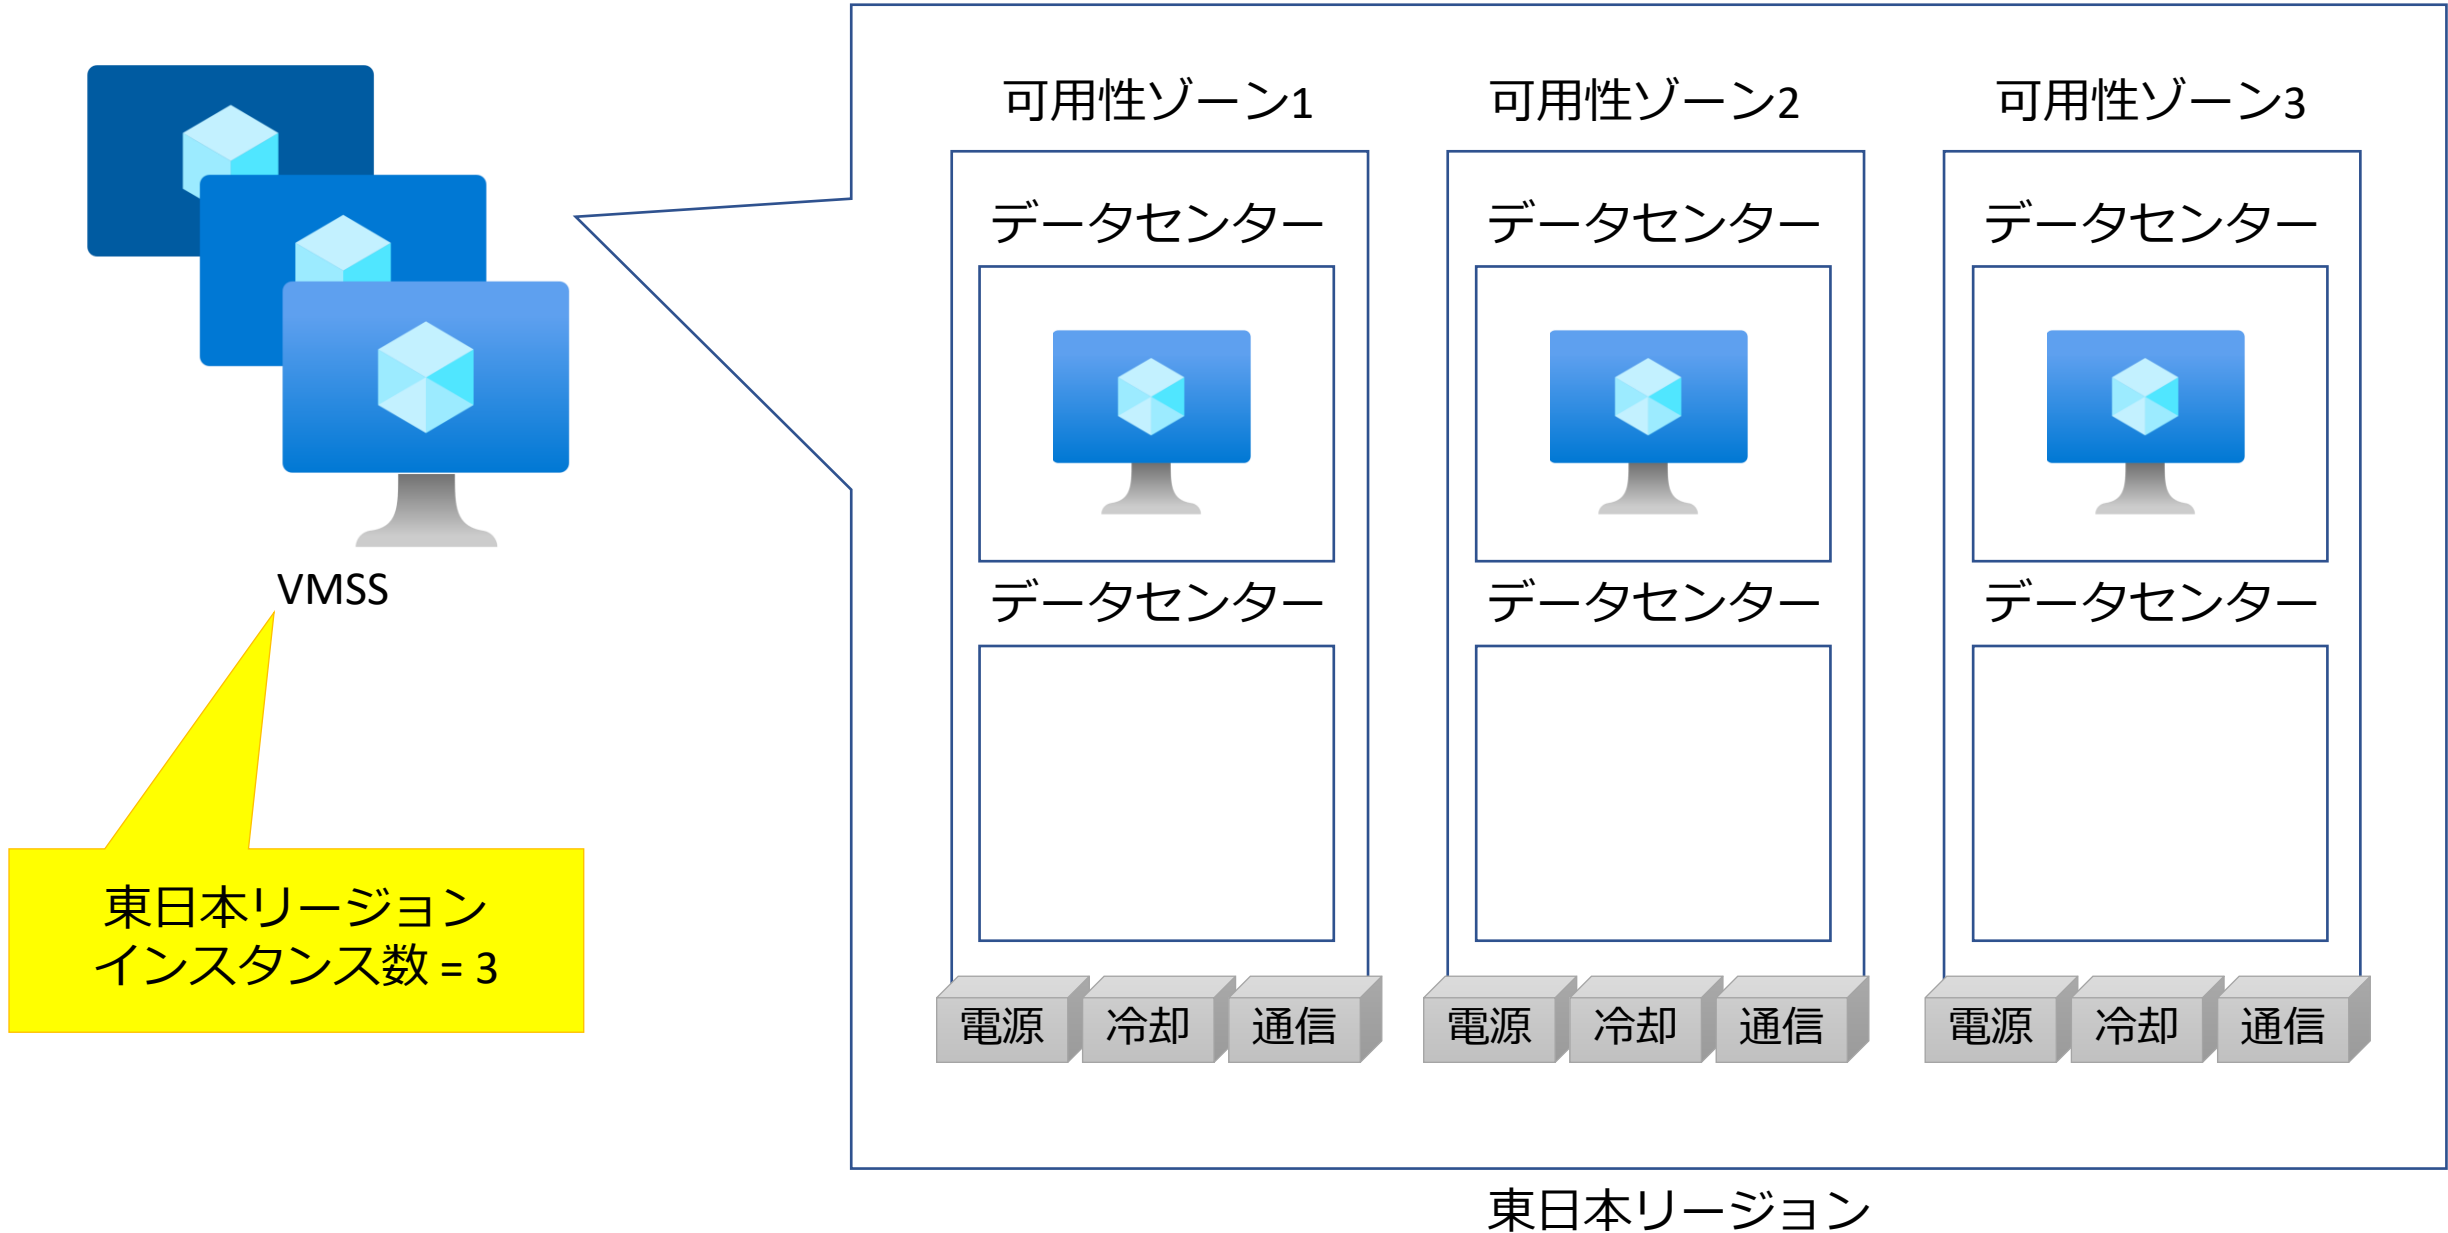 可用性ゾーン1
可用性ゾーン2
可用性ゾーン3
データセンター
データセンター
データセンター
VMSS
データセンター
データセンター
データセンター
東日本リージョン
インスタンス数 = 3
電源
冷却
通信
電源
冷却
通信
電源
冷却
通信
東日本リージョン